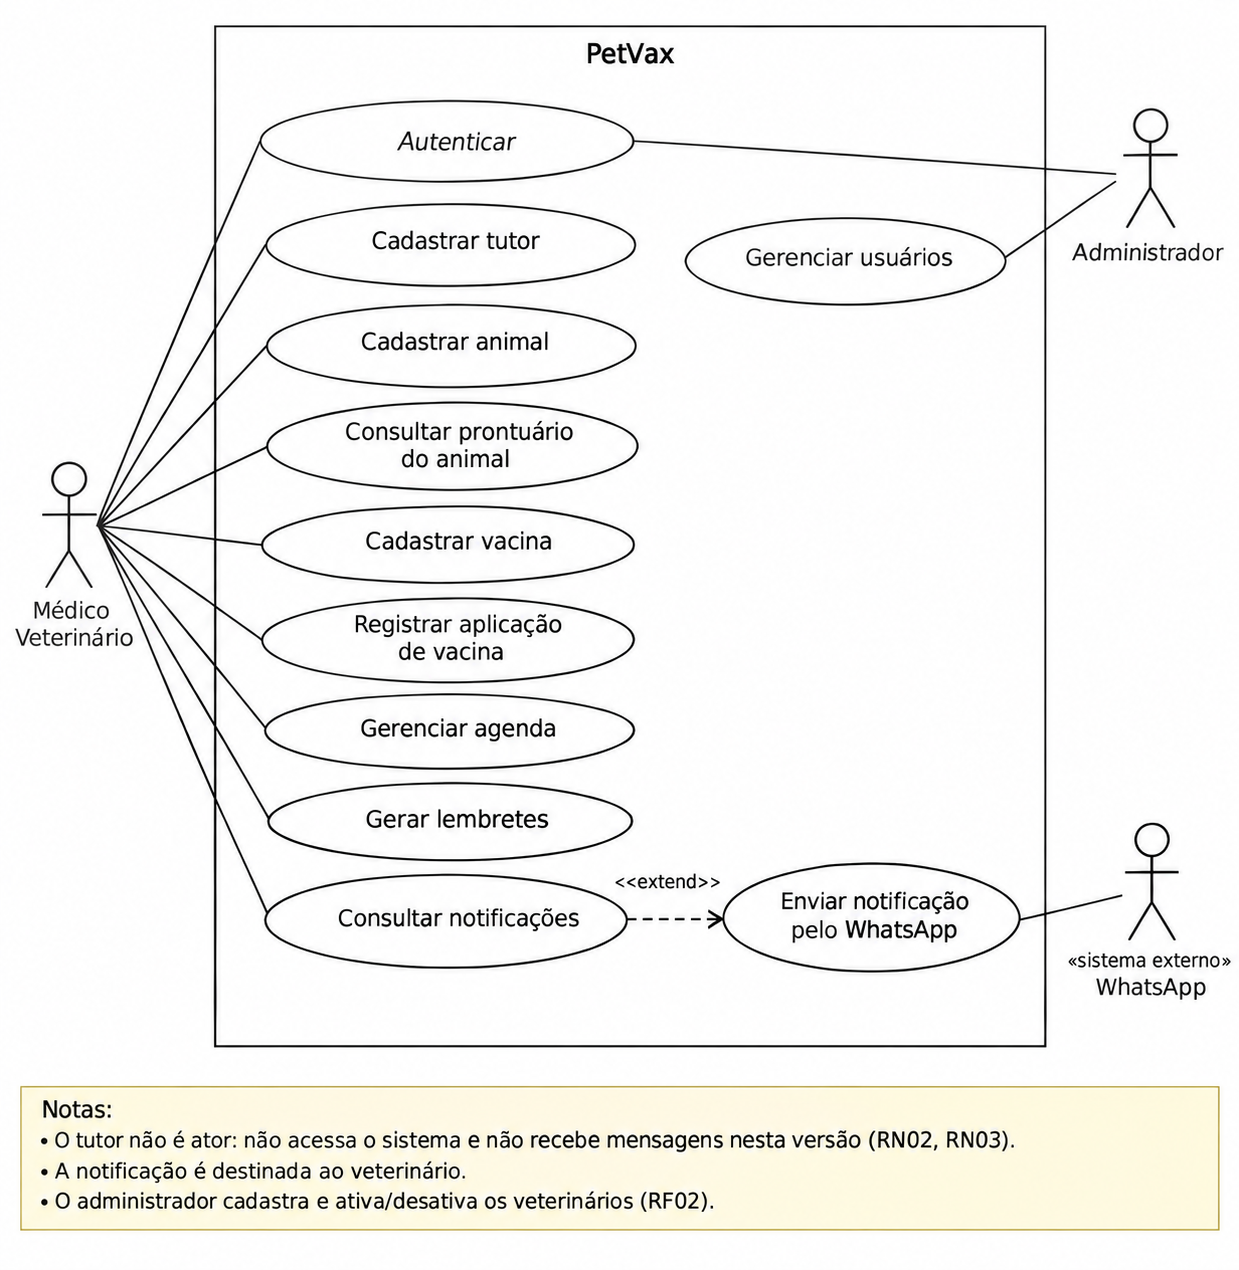 PetVax
Autenticar
Cadastrar tutor
Gerenciar usuários
Administrador
Cadastrar animal
Consultar prontuário
do animal
Cadastrar vacina
Médico
Veterinário
Registrar aplicação
de vacina
Gerenciar agenda
Gerar lembretes
<<extend>>
Consultar notificações
Enviar notificação
pelo WhatsApp
«sistema externo»
WhatsApp
Notas:
• O tutor não é ator: não acessa o sistema e não recebe mensagens nesta versão (RN02, RN03).
• A notificação é destinada ao veterinário.
• O administrador cadastra e ativa/desativa os veterinários (RF02).